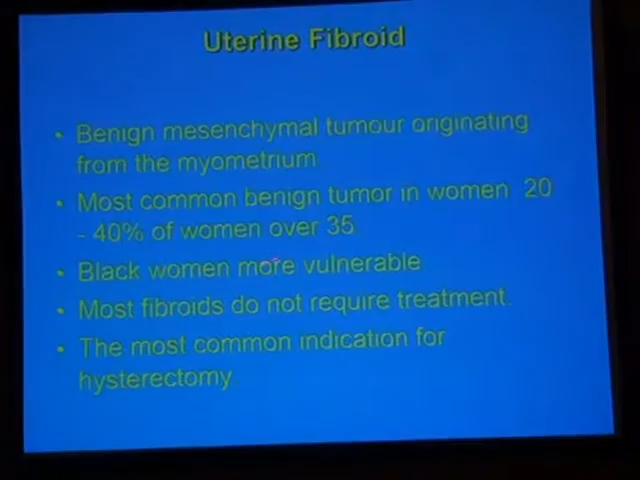 Uterine Fibroid
• Benign mesenchymal tumour originating
from the myometrium
• Most common benign tumor in women 20
- 40% of women over 35
• Black women more vulnerable
• Most fibroids do not require treatment.
• The most common indication for
hysterectomy